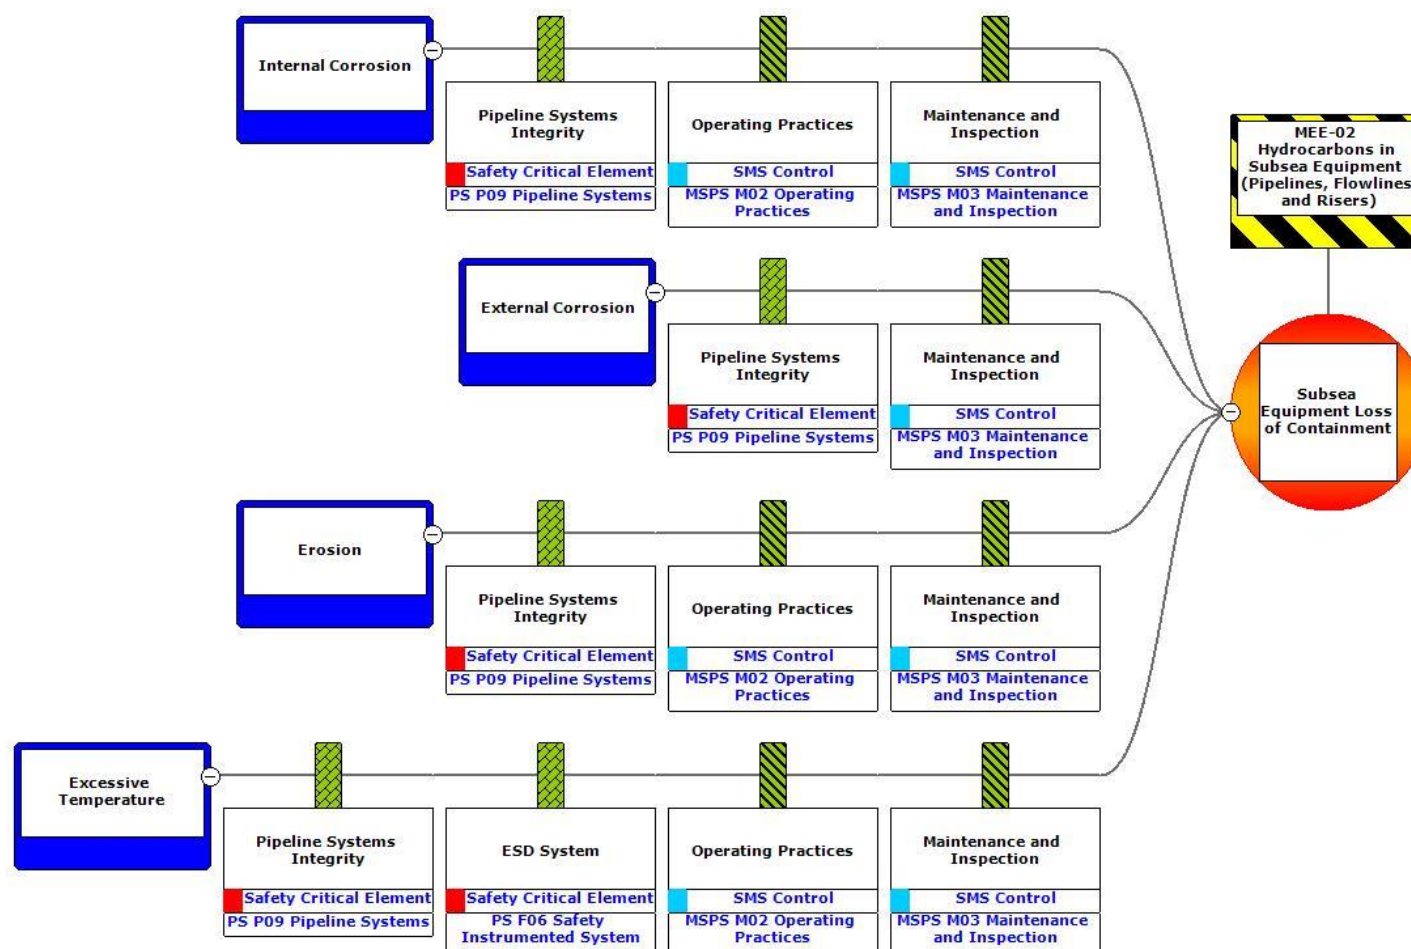 Internal Corrosion
Pipeline Systems
Integrity
Safety Critical Element
PS P09 Pipeline Systems
Operating Practices
SMS Control
MSPS M02 Operating
Practices
Maintenance and
Inspection
SMS Control
MSPS M03 Maintenance
and Inspection
MEE-02
Hydrocarbons in
Subsea Equipment
(Pipelines, Flowlines
and Risers)
External Corrosion
Pipeline Systems
Integrity
Safety Critical Element
PS P09 Pipeline Systems
Maintenance and
Inspection
SMS Control
MSPS M03 Maintenance
and Inspection
Subsea
Equipment Loss
of Containment
Erosion
Pipeline Systems
Integrity
Safety Critical Element
PS P09 Pipeline Systems
Operating Practices
SMS Control
MSPS M02 Operating
Practices
Maintenance and
Inspection
SMS Control
MSPS M03 Maintenance
and Inspection
Excessive
Temperature
Pipeline Systems
Integrity
Safety Critical Element
PS P09 Pipeline Systems
ESD System
Safety Critical Element
PS F06 Safety
Instrumented System
Operating Practices
SMS Control
MSPS M02 Operating
Practices
Maintenance and
Inspection
SMS Control
MSPS M03 Maintenance
and Inspection